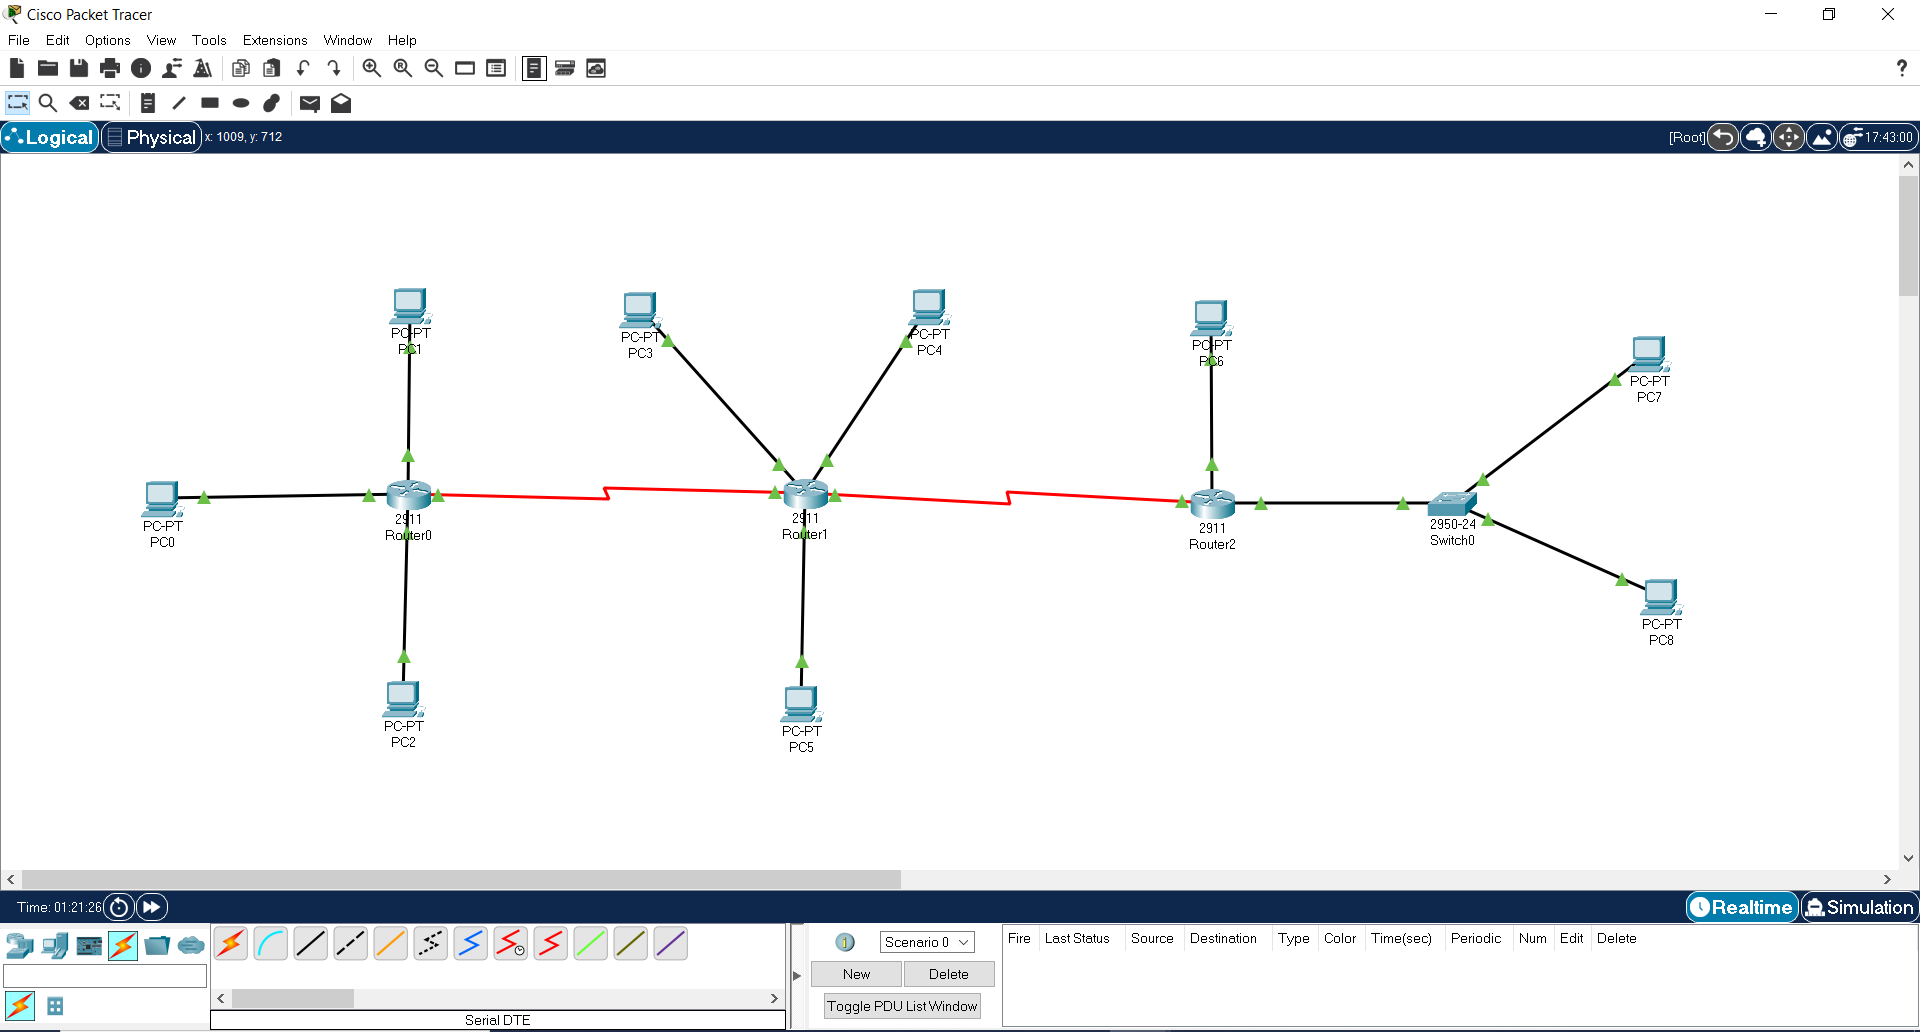 Cisco Packet Tracer
File Edit Options View Tools Extensions Window Help
?
Logical Physical x: 1009, y: 712 [Root] 17:43:00
PC-PT
PC1
PC-PT
PC3
PC-PT
PC4
PC-PT
PC6
PC-PT
PC7
PC-PT
PC0
2911
Router0
2911
Router1
2911
Router2
2950-24
Switch0
PC-PT
PC8
PC-PT
PC2
PC-PT
PC5
Time: 01:21:26 Realtime Simulation
Scenario 0
Fire Last Status Source Destination Type Color Time(sec) Periodic Num Edit Delete
New Delete
Toggle PDU List Window
Serial DTE